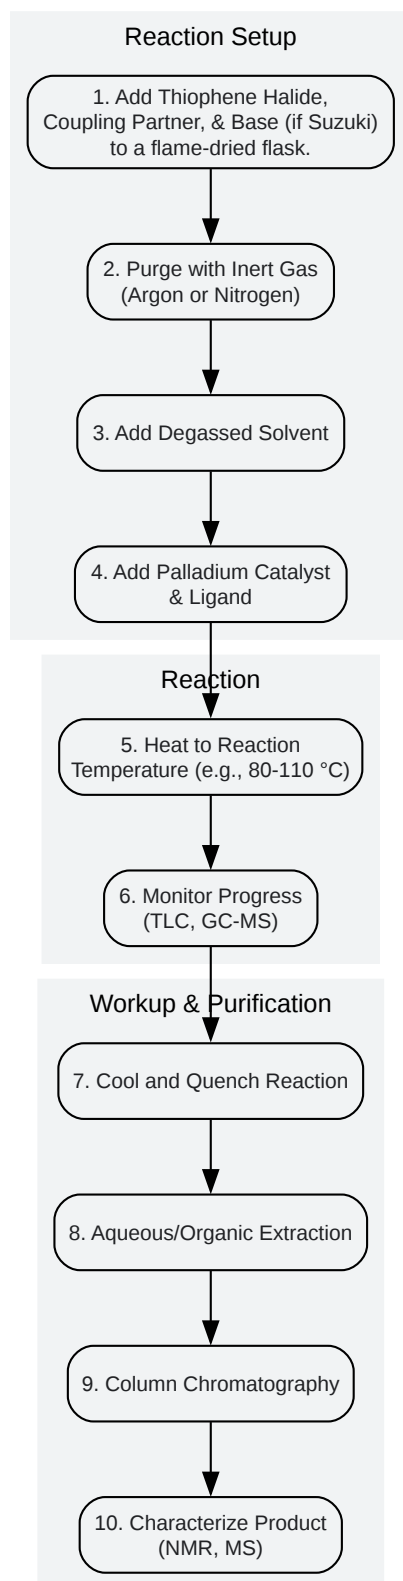 Reaction Setup
1. Add Thiophene Halide,
Coupling Partner, & Base (if Suzuki)
to a flame-dried flask.
2. Purge with Inert Gas
(Argon or Nitrogen)
3. Add Degassed Solvent
4. Add Palladium Catalyst
& Ligand
Reaction
5. Heat to Reaction
Temperature (e.g., 80-110 °C)
6. Monitor Progress
(TLC, GC-MS)
Workup & Purification
7. Cool and Quench Reaction
8. Aqueous/Organic Extraction
9. Column Chromatography
10. Characterize Product
(NMR, MS)